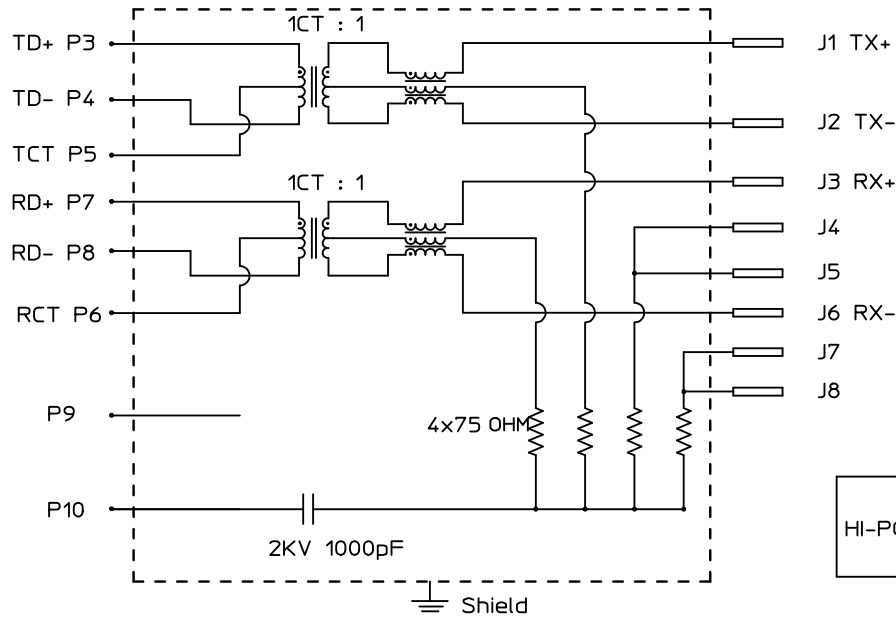 1CT : 1
TD+ P3
J1 TX+
TD- P4
J2 TX-
TCT P5
1CT : 1
J3 RX+
RD+ P7
J4
RD- P8
J5
RCT P6
J6 RX-
J7
J8
P9
4x75 OHM
P10
2KV 1000pF
Shield